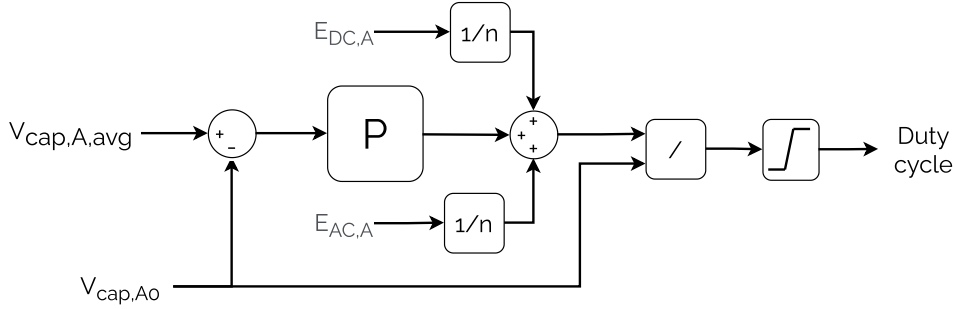 E_DC,A
1/n
+
V_cap,A,avg
+
−
P
+
+
/
Duty
cycle
E_AC,A
1/n
V_cap,A0